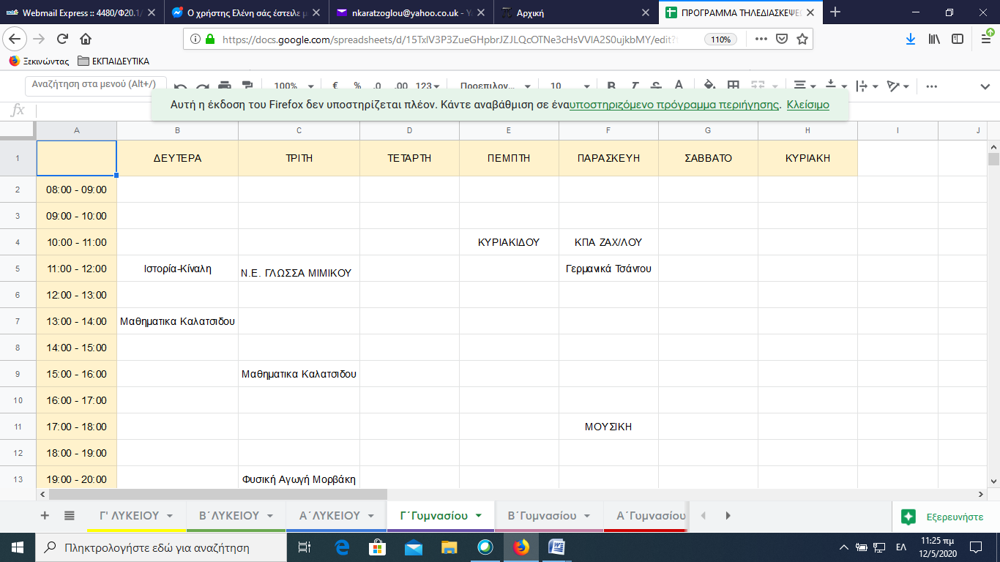 Webmail Express :: 4480/Φ20.1/
Ο χρήστης Ελένη σάς έστειλε μ
nkaratzoglou@yahoo.co.uk - Ya
Αρχική
ΠΡΟΓΡΑΜΜΑ ΤΗΛΕΔΙΑΣΚΕΨΕΩ
https://docs.google.com/spreadsheets/d/15TxlV3P3ZueGHpbrJZJLQcOTNe3cHsVVlA2S0ujkbMY/edit?
110%
Ξεκινώντας ΕΚΠΑΙΔΕΥΤΙΚΑ
Αναζήτηση στα μενού (Alt+/) 100% € % .0 .00 123 Προεπιλογ... 10 B I S A
Αυτή η έκδοση του Firefox δεν υποστηρίζεται πλέον. Κάντε αναβάθμιση σε ένα υποστηριζόμενο πρόγραμμα περιήγησης. Κλείσιμο
fx
A B C D E F G H I J
1 ΔΕΥΤΕΡΑ ΤΡΙΤΗ ΤΕΤΑΡΤΗ ΠΕΜΠΤΗ ΠΑΡΑΣΚΕΥΗ ΣΑΒΒΑΤΟ ΚΥΡΙΑΚΗ
2 08:00 - 09:00
3 09:00 - 10:00
4 10:00 - 11:00 ΚΥΡΙΑΚΙΔΟΥ ΚΠΑ ΖΑΧ/ΛΟΥ
5 11:00 - 12:00 Ιστορία-Κίναλη Ν.Ε. ΓΛΩΣΣΑ ΜΙΜΙΚΟΥ Γερμανικά Τσάντου
6 12:00 - 13:00
7 13:00 - 14:00 Μαθηματικα Καλατσιδου
8 14:00 - 15:00
9 15:00 - 16:00 Μαθηματικα Καλατσιδου
10 16:00 - 17:00
11 17:00 - 18:00 ΜΟΥΣΙΚΗ
12 18:00 - 19:00
13 19:00 - 20:00 Φυσική Αγωγή Μορβάκη
Γ' ΛΥΚΕΙΟΥ Β΄ΛΥΚΕΙΟΥ Α΄ΛΥΚΕΙΟΥ Γ΄Γυμνασίου Β΄Γυμνασίου Α΄Γυμνασίου Εξερευνήστε
Πληκτρολογήστε εδώ για αναζήτηση
ΕΛ
11:25 πμ
12/5/2020